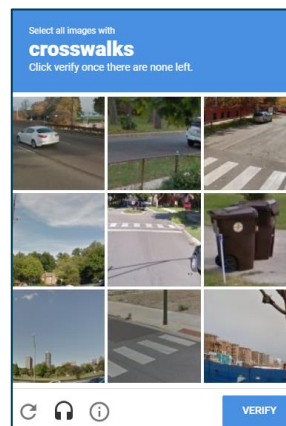 Select all images with
crosswalks
Click verify once there are none left.
VERIFY